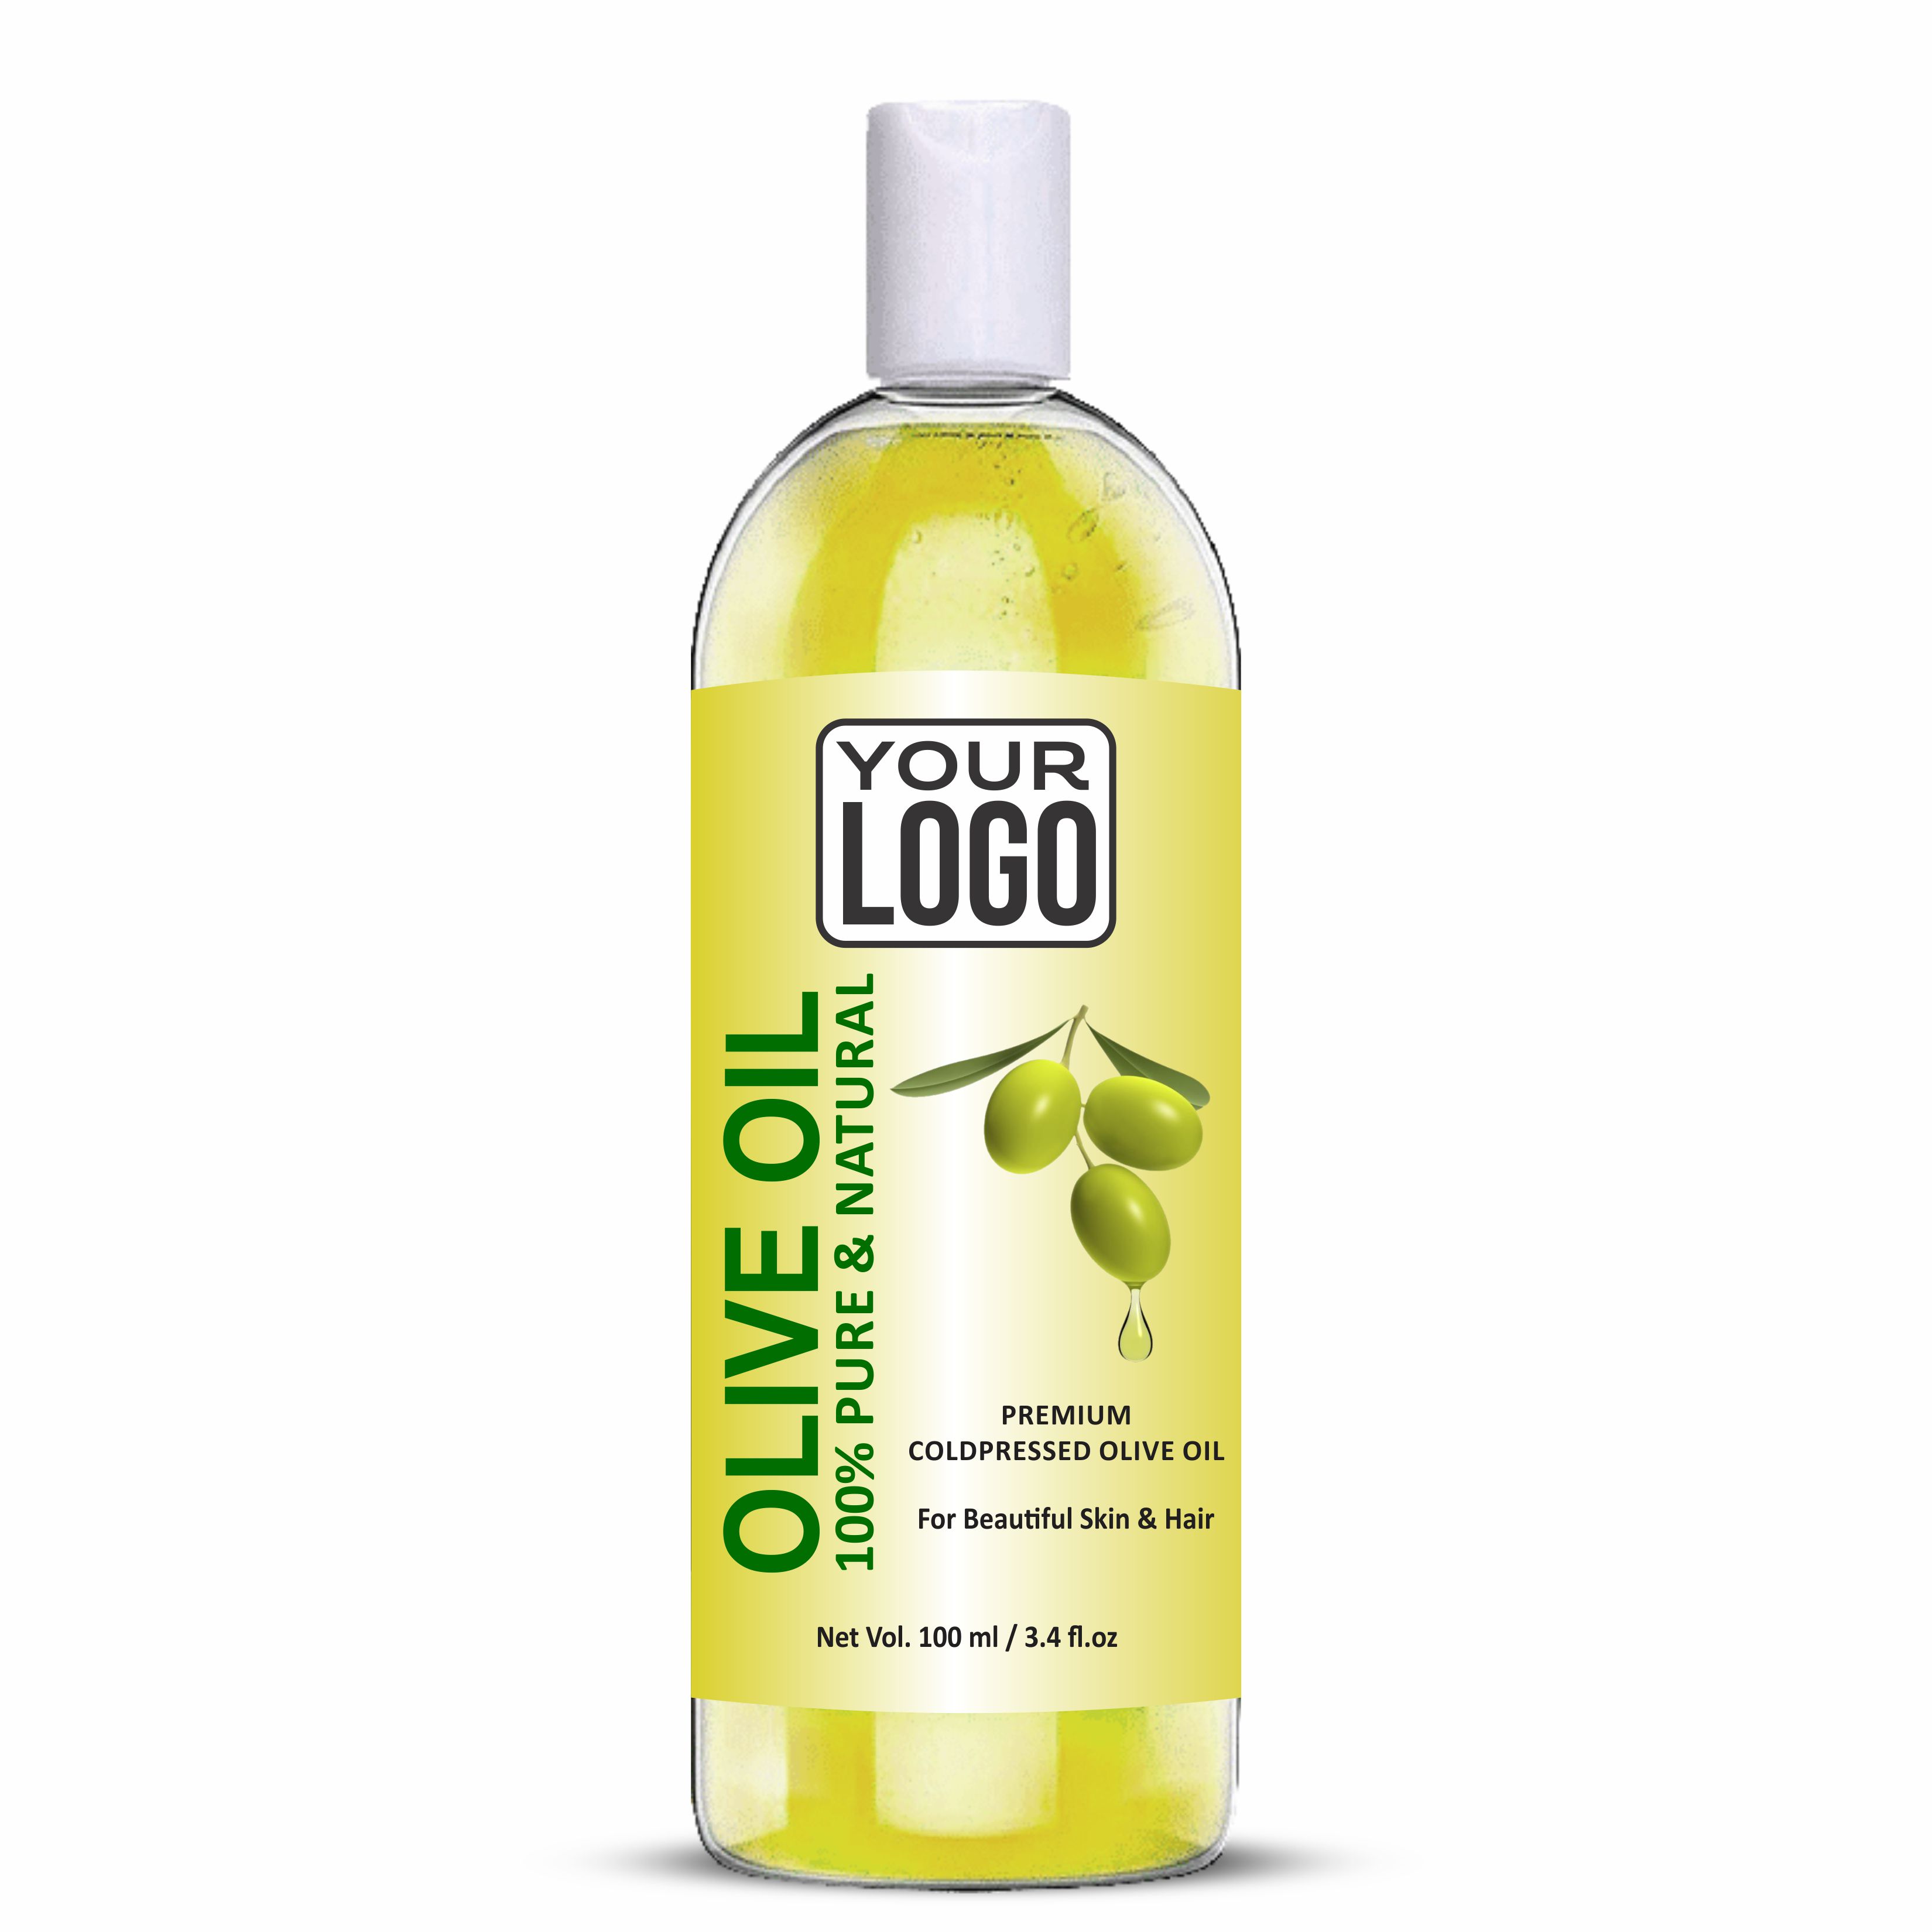 YOUR
LOGO
OLIVE OIL
100% PURE & NATURAL
PREMIUM
COLDPRESSED OLIVE OIL
For Beautiful Skin & Hair
Net Vol. 100 ml / 3.4 fl.oz